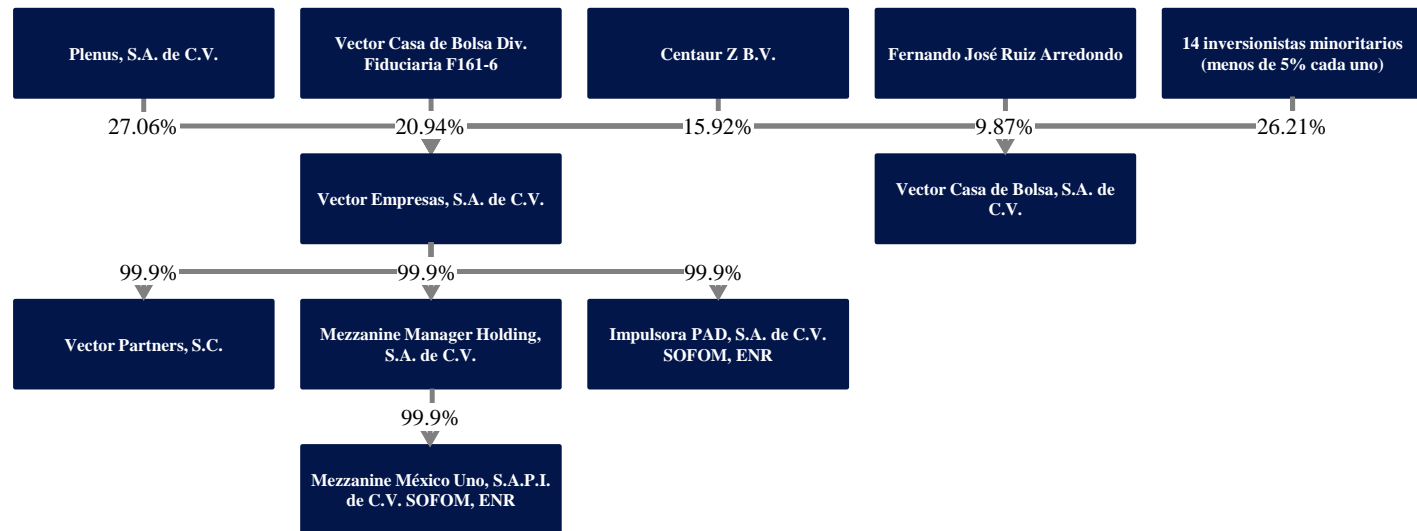 Plenus, S.A. de C.V.
Vector Casa de Bolsa Div.
Fiduciaria F161-6
Centaur Z B.V.
Fernando José Ruiz Arredondo
14 inversionistas minoritarios
(menos de 5% cada uno)
27.06%
20.94%
15.92%
9.87%
26.21%
Vector Empresas, S.A. de C.V.
Vector Casa de Bolsa, S.A. de
C.V.
99.9%
99.9%
99.9%
Vector Partners, S.C.
Mezzanine Manager Holding,
S.A. de C.V.
Impulsora PAD, S.A. de C.V.
SOFOM, ENR
99.9%
Mezzanine México Uno, S.A.P.I.
de C.V. SOFOM, ENR